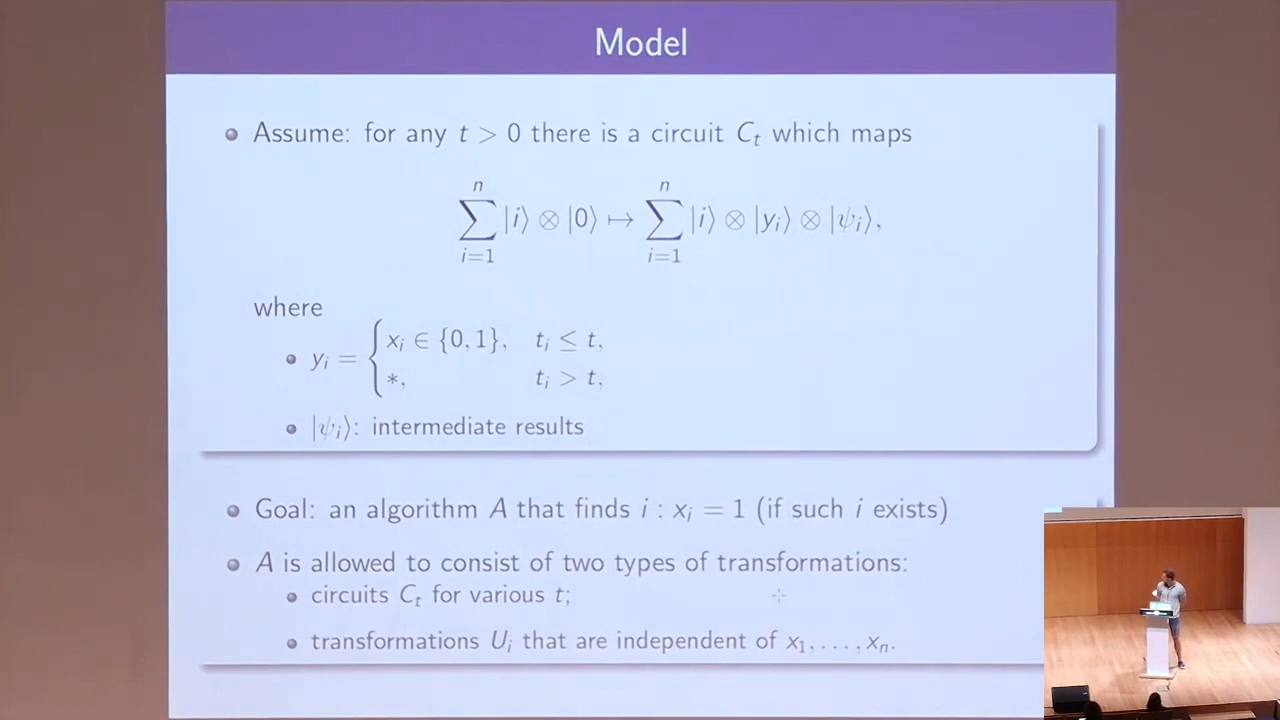 Model
Assume: for any t > 0 there is a circuit C_t which maps
∑_{i=1}^{n} |i⟩ ⊗ |0⟩ ↦ ∑_{i=1}^{n} |i⟩ ⊗ |y_i⟩ ⊗ |ψ_i⟩,
where
y_i = { x_i ∈ {0, 1}, t_i ≤ t,
*, t_i > t,
|ψ_i⟩: intermediate results
Goal: an algorithm A that finds i : x_i = 1 (if such i exists)
A is allowed to consist of two types of transformations:
circuits C_t for various t;
transformations U_i that are independent of x_1, . . . , x_n.